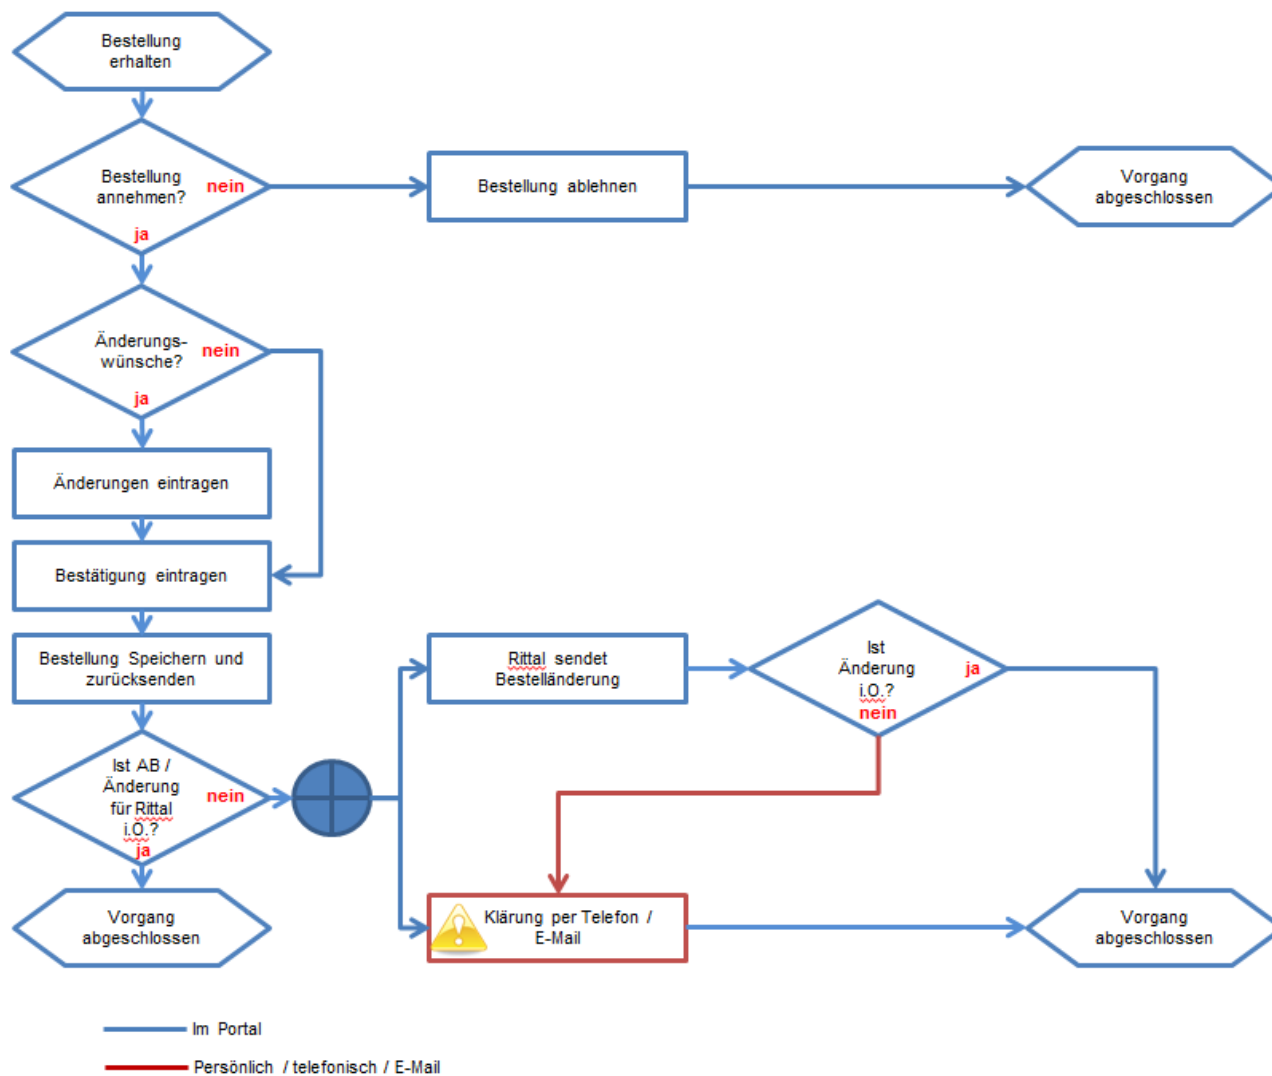 Bestellung
erhalten
Bestellung
annehmen?
nein
ja
Bestellung ablehnen
Vorgang
abgeschlossen
Änderungs-
wünsche?
nein
ja
Änderungen eintragen
Bestätigung eintragen
Bestellung Speichern und
zurücksenden
Rittal sendet
Bestelländerung
Ist
Änderung
i.O.?
ja
nein
Ist AB /
Änderung
für Rittal
i.O.?
nein
ja
Vorgang
abgeschlossen
Klärung per Telefon /
E-Mail
Vorgang
abgeschlossen
Im Portal
Persönlich / telefonisch / E-Mail